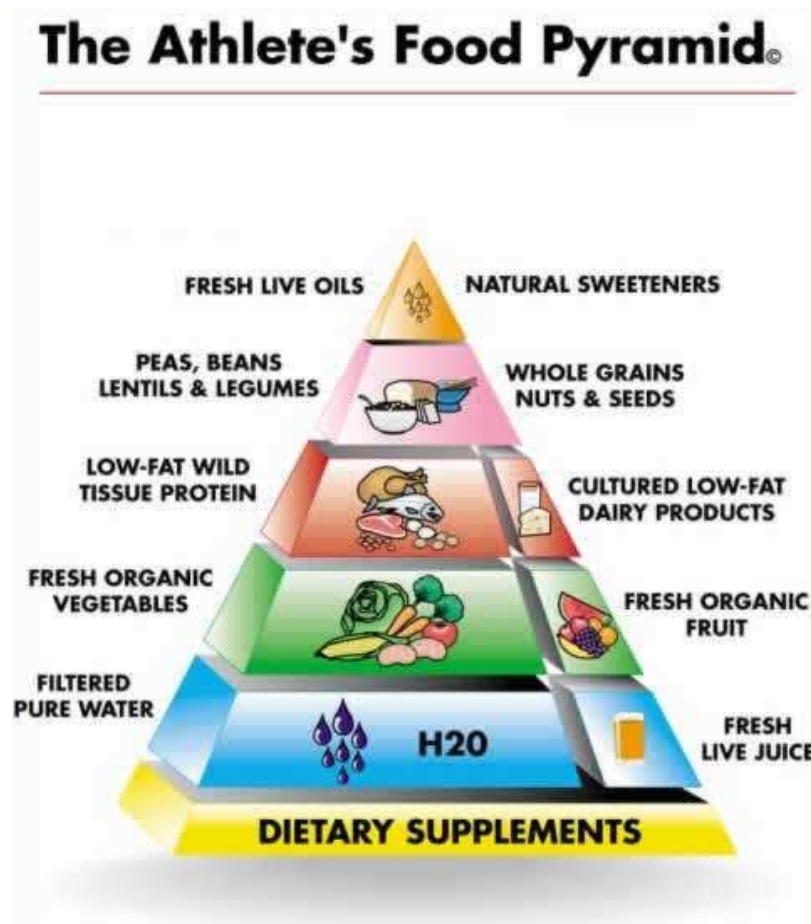 The Athlete's Food Pyramid©
FRESH LIVE OILS
NATURAL SWEETENERS
PEAS, BEANS
LENTILS & LEGUMES
WHOLE GRAINS
NUTS & SEEDS
LOW-FAT WILD
TISSUE PROTEIN
CULTURED LOW-FAT
DAIRY PRODUCTS
FRESH ORGANIC
VEGETABLES
FRESH ORGANIC
FRUIT
FILTERED
PURE WATER
H20
FRESH
LIVE JUICE
DIETARY SUPPLEMENTS